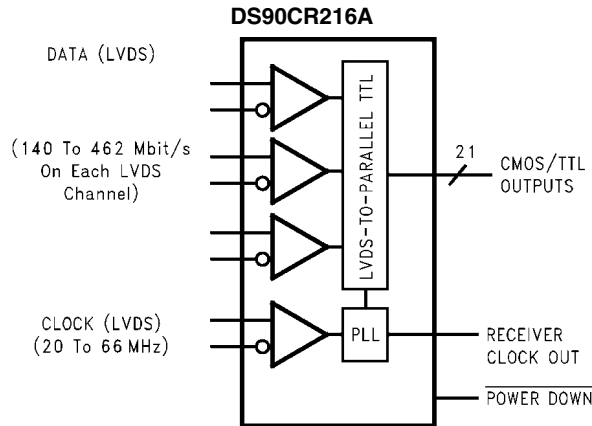 DS90CR216A
DATA (LVDS)
(140 To 462 Mbit/s
On Each LVDS
Channel)
CLOCK (LVDS)
(20 To 66 MHz)
LVDS-TO-PARALLEL TTL
PLL
21
CMOS/TTL
OUTPUTS
RECEIVER
CLOCK OUT
POWER DOWN